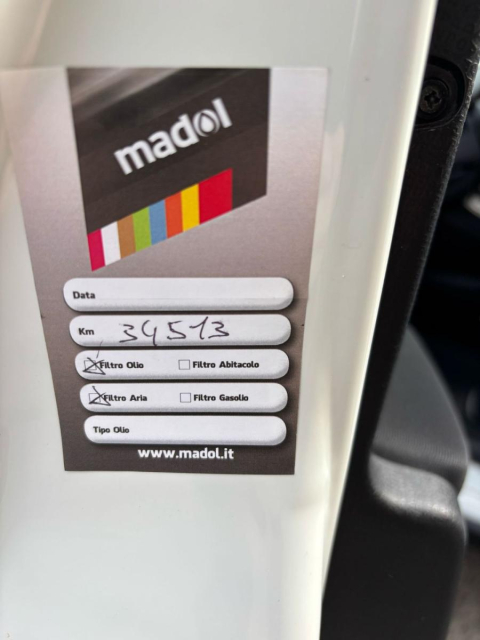 madol
Data
Km 34513
Filtro Olio Filtro Abitacolo
Filtro Aria Filtro Gasolio
Tipo Olio
www.madol.it